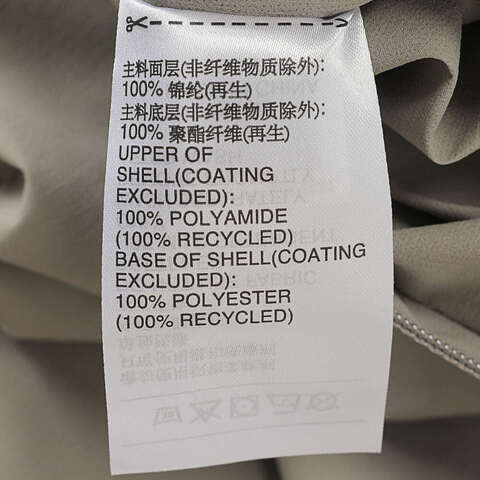 主料面层(非纤维物质除外):
100% 锦纶(再生)
主料底层(非纤维物质除外):
100% 聚酯纤维(再生)
UPPER OF
SHELL(COATING
EXCLUDED):
100% POLYAMIDE
(100% RECYCLED)
BASE OF SHELL(COATING
EXCLUDED):
100% POLYESTER
(100% RECYCLED)